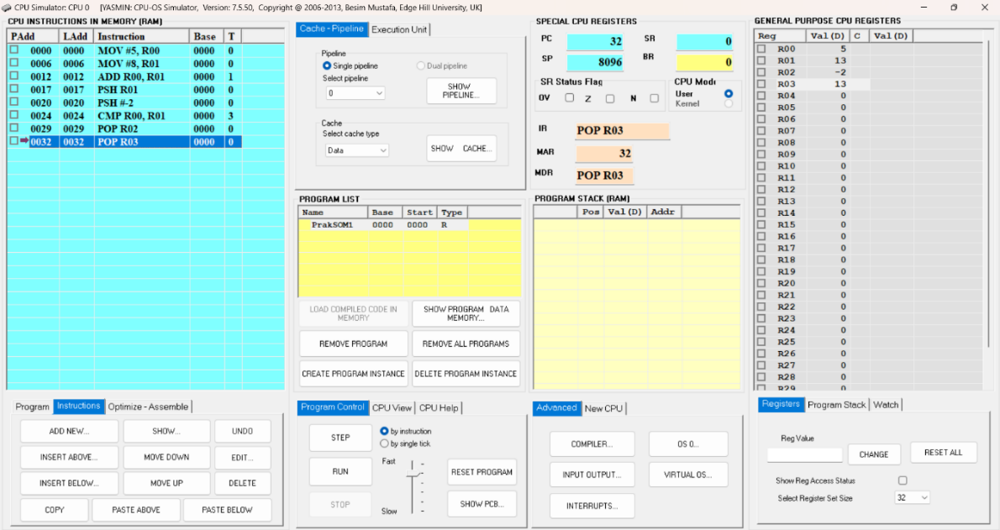 CPU Simulator: CPU 0 [YASMIN: CPU-OS Simulator, Version: 7.5.50, Copyright @ 2006-2013, Besim Mustafa, Edge Hill University, UK]
CPU INSTRUCTIONS IN MEMORY (RAM)
PAdd LAdd Instruction Base T
0000 0000 MOV #5, R00 0000 0
0006 0006 MOV #8, R01 0000 0
0012 0012 ADD R00, R01 0000 1
0017 0017 PSH R01 0000 0
0020 0020 PSH #-2 0000 0
0024 0024 CMP R00, R01 0000 3
0029 0029 POP R02 0000 0
0032 0032 POP R03 0000 0
Program Instructions Optimize - Assemble
ADD NEW... SHOW... UNDO
INSERT ABOVE... MOVE DOWN EDIT...
INSERT BELOW... MOVE UP DELETE
COPY PASTE ABOVE PASTE BELOW
Cache - Pipeline Execution Unit
Pipeline
Single pipeline Dual pipeline
Select pipeline
0
SHOW
PIPELINE...
Cache
Select cache type
Data
SHOW CACHE...
PROGRAM LIST
Name Base Start Type
PrakSOM1 0000 0000 R
LOAD COMPILED CODE IN
MEMORY
SHOW PROGRAM DATA
MEMORY...
REMOVE PROGRAM REMOVE ALL PROGRAMS
CREATE PROGRAM INSTANCE DELETE PROGRAM INSTANCE
Program Control CPU View CPU Help
STEP
by instruction
by single tick.
RUN
Fast
RESET PROGRAM
STOP
Slow
SHOW PCB...
SPECIAL CPU REGISTERS
PC 32 SR 0
SP 8096 BR 0
SR Status Flag
OV Z N
CPU Mode
User
Kernel
IR POP R03
MAR 32
MDR POP R03
PROGRAM STACK (RAM)
Pos Val (D) Addr
Advanced New CPU
COMPILER... OS 0...
INPUT OUTPUT... VIRTUAL OS...
INTERRUPTS...
GENERAL PURPOSE CPU REGISTERS
Reg Val (D) C Val (D)
R00 5
R01 13
R02 -2
R03 13
R04 0
R05 0
R06 0
R07 0
R08 0
R09 0
R10 0
R11 0
R12 0
R13 0
R14 0
R15 0
R16 0
R17 0
R18 0
R19 0
R20 0
R21 0
R22 0
R23 0
R24 0
R25 0
R26 0
R27 0
R28 0
R29 0
Registers Program Stack Watch
Reg Value
CHANGE
RESET ALL
Show Reg Access Status
Select Register Set Size 32